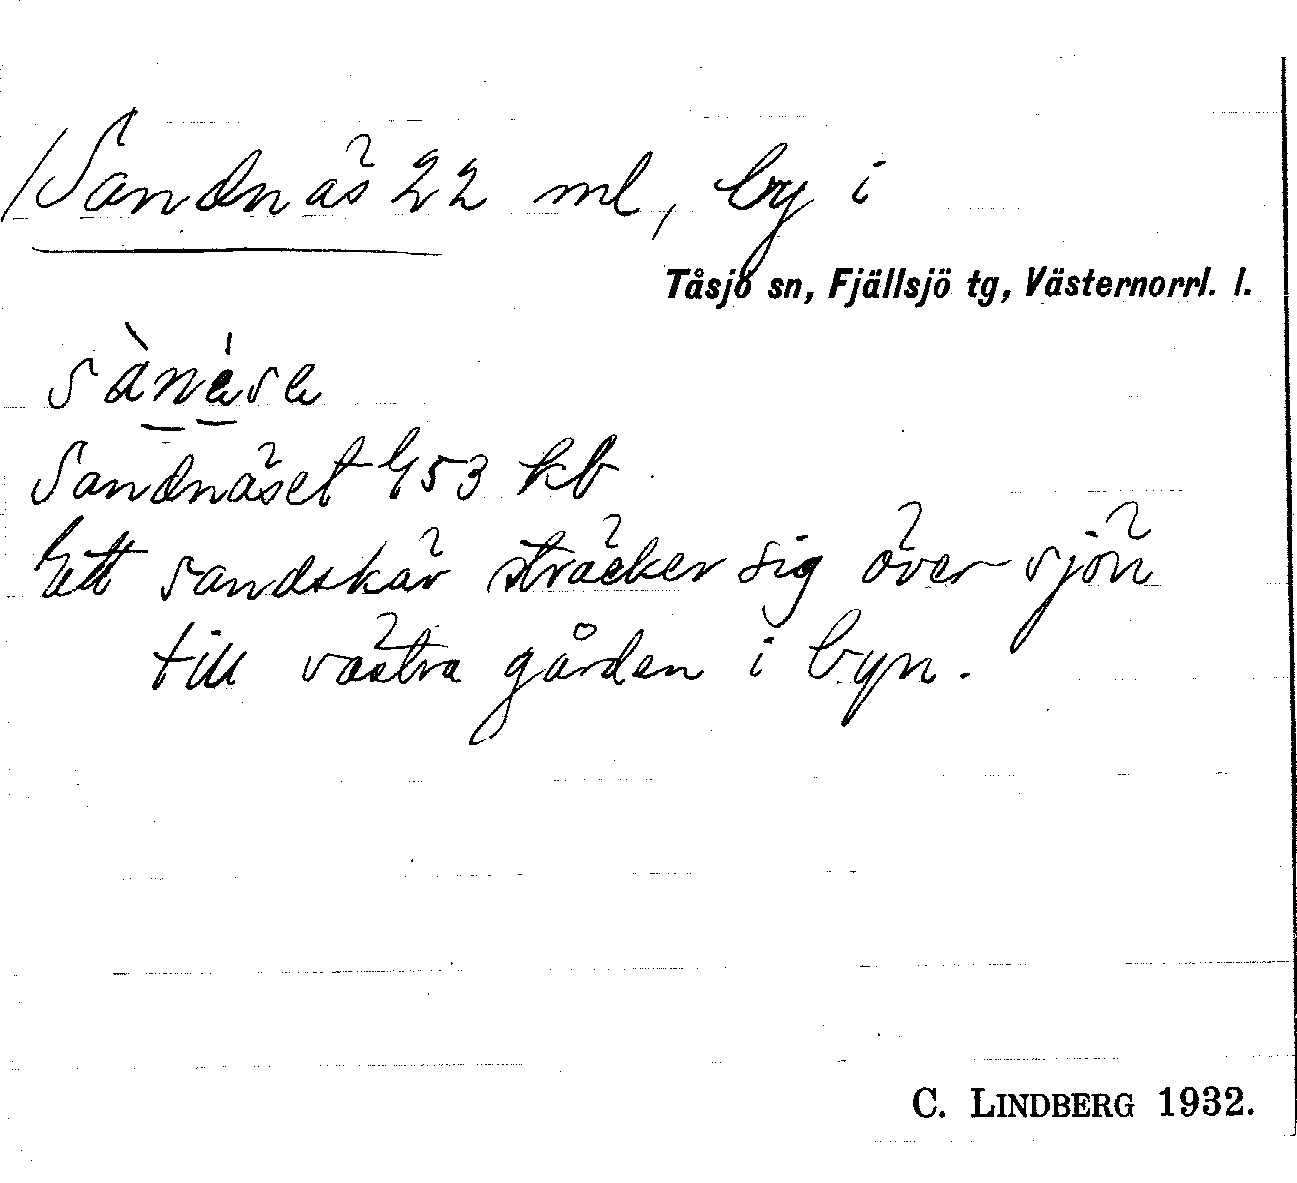 Sandnäs 22 ml, by i
Tåsjö sn, Fjällsjö tg, Västernorrl. l.
sànésa
Sandnäset 453 kb
Ett sandskär sträcker sig över sjön
till västra gården i byn.
C. LINDBERG 1932.